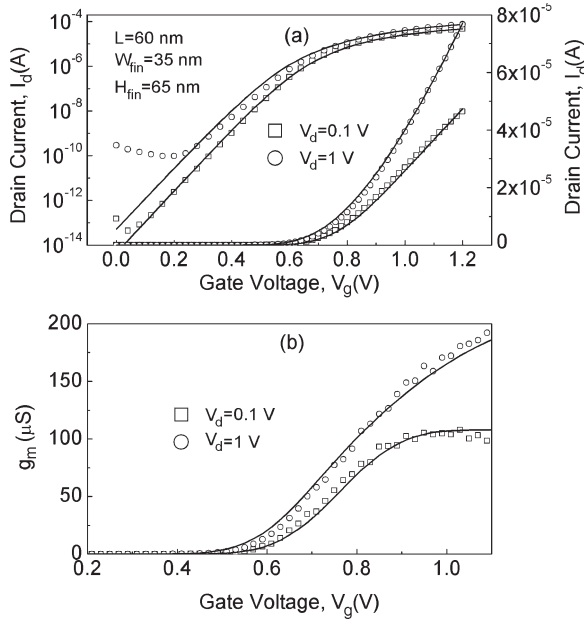 (a)
L=60 nm
W_fin=35 nm
H_fin=65 nm
□ V_d=0.1 V
○ V_d=1 V
Drain Current, I_d(A)
10^-4
10^-6
10^-8
10^-10
10^-12
10^-14
Drain Current, I_d(A)
8x10^-5
6x10^-5
4x10^-5
2x10^-5
0
0.0 0.2 0.4 0.6 0.8 1.0 1.2
Gate Voltage, V_g(V)
(b)
□ V_d=0.1 V
○ V_d=1 V
g_m (μS)
200
150
100
50
0
0.2 0.4 0.6 0.8 1.0
Gate Voltage, V_g(V)